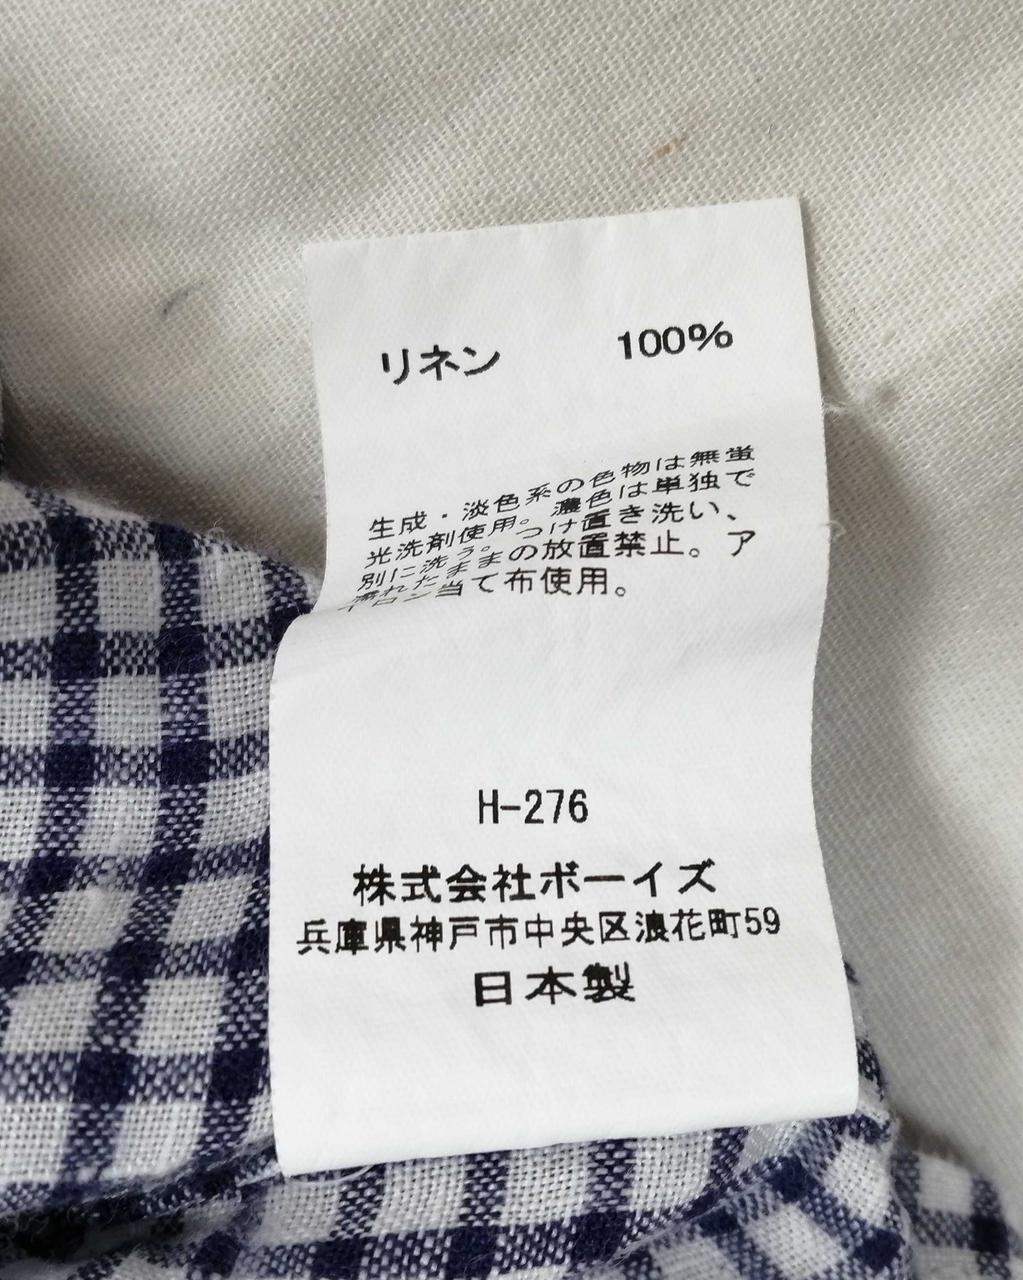 リネン 100%
生成・淡色系の色物は無蛍
光洗剤使用。濃色は単独で
別に洗う。つけ置き洗い、
濡れたままの放置禁止。ア
イロン当て布使用。
H-276
株式会社ボーイズ
兵庫県神戸市中央区浪花町59
日本製